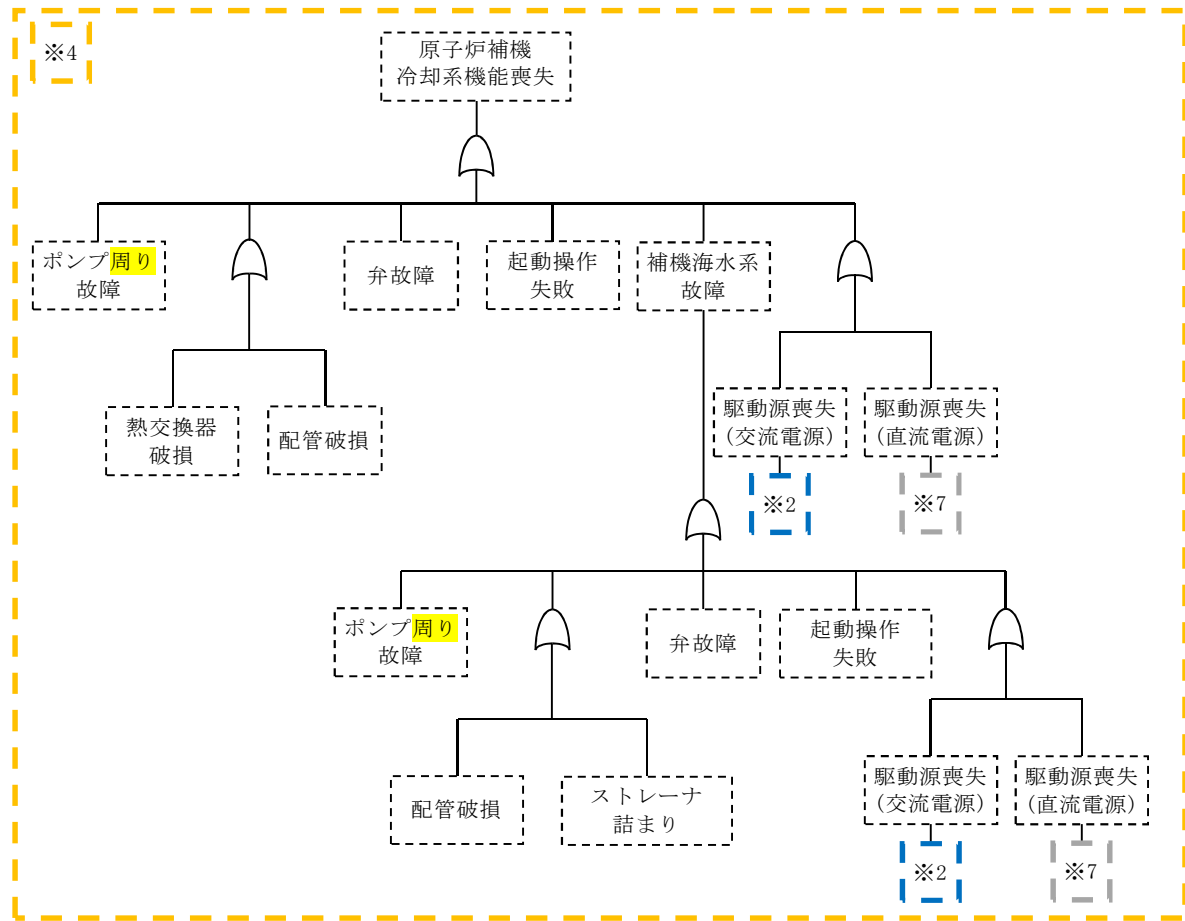 ※4
原子炉補機
冷却系機能喪失
ポンプ周り
故障
弁故障
起動操作
失敗
補機海水系
故障
熱交換器
破損
配管破損
駆動源喪失
(交流電源)
駆動源喪失
(直流電源)
※2
※7
ポンプ周り
故障
弁故障
起動操作
失敗
配管破損
ストレーナ
詰まり
駆動源喪失
(交流電源)
駆動源喪失
(直流電源)
※2
※7